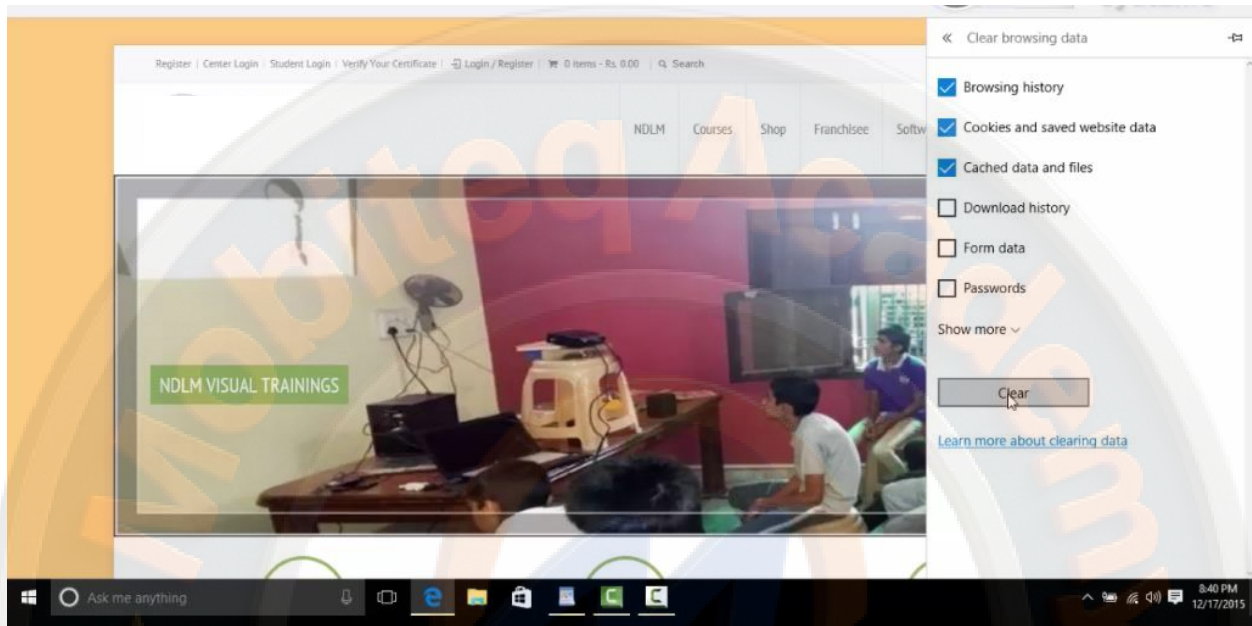 Clear browsing data
Register | Center Login | Student Login | Verify Your Certificate | Login / Register | 0 Items - Rs. 0.00 | Search
Browsing history
NDLM Courses Shop Franchisee Softw
Cookies and saved website data
Cached data and files
Download history
Form data
Passwords
Show more
NDLM VISUAL TRAININGS
Clear
Learn more about clearing data
Mobiteq Academ
Ask me anything
8:40 PM
12/17/2015